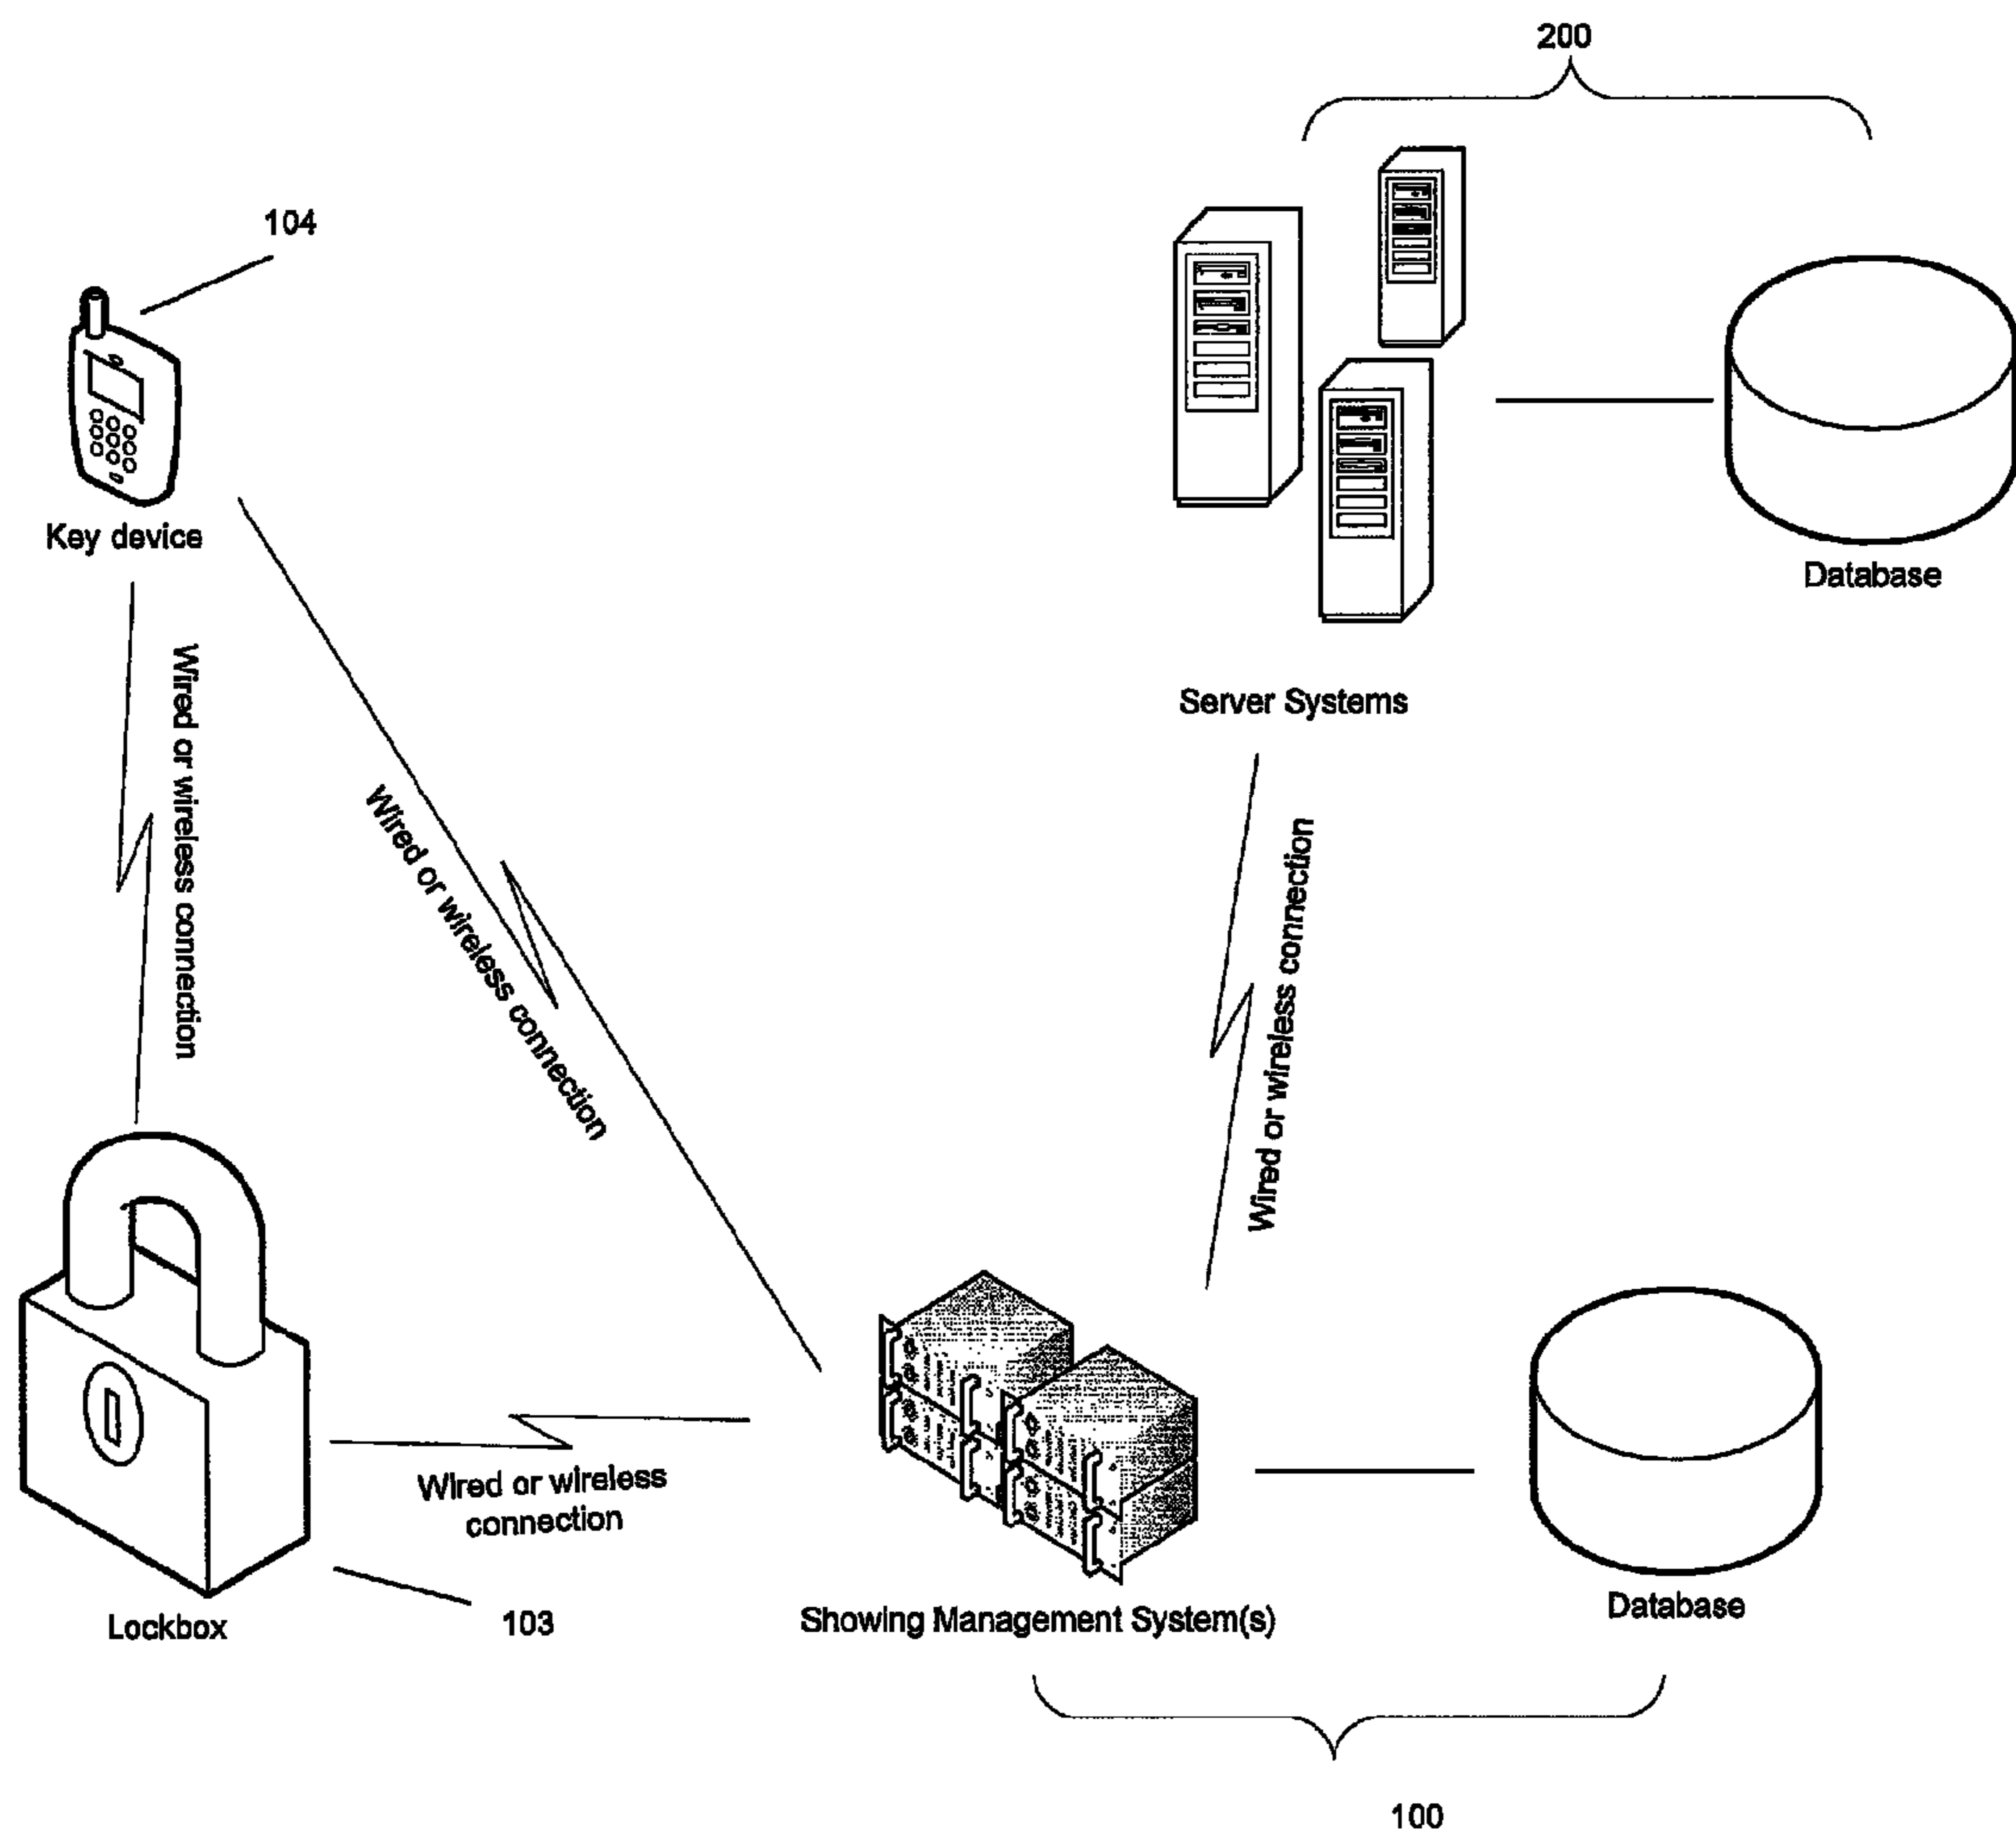 200
104
Key device
Database
Server Systems
Wired or wireless connection
Wired or wireless connection
Wired or wireless connection
Wired or wireless
connection
Lockbox
103
Showing Management System(s)
Database
100